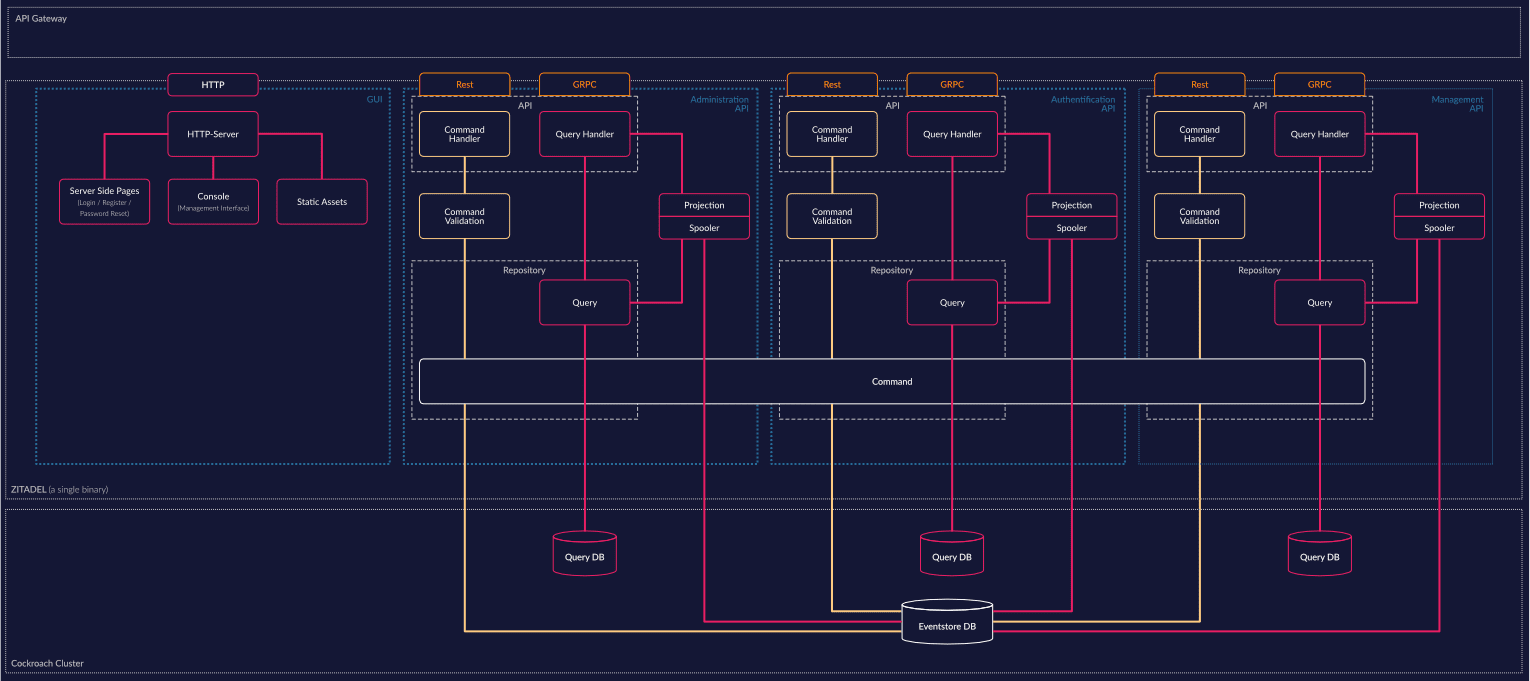 API Gateway
HTTP
GUI
HTTP-Server
Server Side Pages
(Login / Register /
Password Reset)
Console
(Management Interface)
Static Assets
Rest
GRPC
Administration
API
API
Command
Handler
Query Handler
Command
Validation
Projection
Spooler
Repository
Query
Rest
GRPC
Authentification
API
API
Command
Handler
Query Handler
Command
Validation
Projection
Spooler
Repository
Query
Rest
GRPC
Management
API
API
Command
Handler
Query Handler
Command
Validation
Projection
Spooler
Repository
Query
Command
ZITADEL (a single binary)
Query DB
Query DB
Query DB
Eventstore DB
Cockroach Cluster